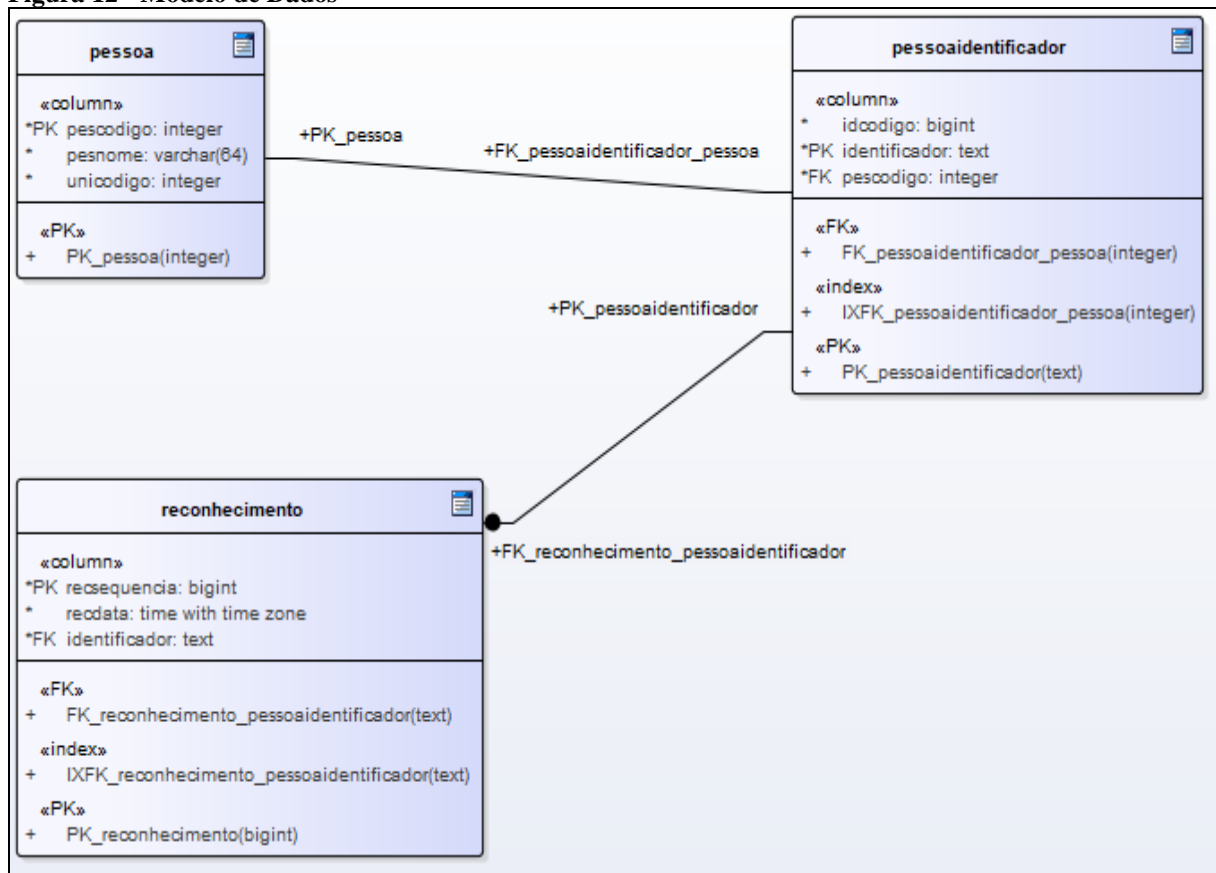 Figura 12 - Modelo de Dados
pessoa
«column»
*PK pescodigo: integer
* pesnome: varchar(64)
* unicodigo: integer
«PK»
+ PK_pessoa(integer)
+PK_pessoa
+FK_pessoaidentificador_pessoa
pessoaidentificador
«column»
* idcodigo: bigint
*PK identificador: text
*FK pescodigo: integer
«FK»
+ FK_pessoaidentificador_pessoa(integer)
«index»
+ IXFK_pessoaidentificador_pessoa(integer)
«PK»
+ PK_pessoaidentificador(text)
+PK_pessoaidentificador
+FK_reconhecimento_pessoaidentificador
reconhecimento
«column»
*PK recsequencia: bigint
* recdata: time with time zone
*FK identificador: text
«FK»
+ FK_reconhecimento_pessoaidentificador(text)
«index»
+ IXFK_reconhecimento_pessoaidentificador(text)
«PK»
+ PK_reconhecimento(bigint)